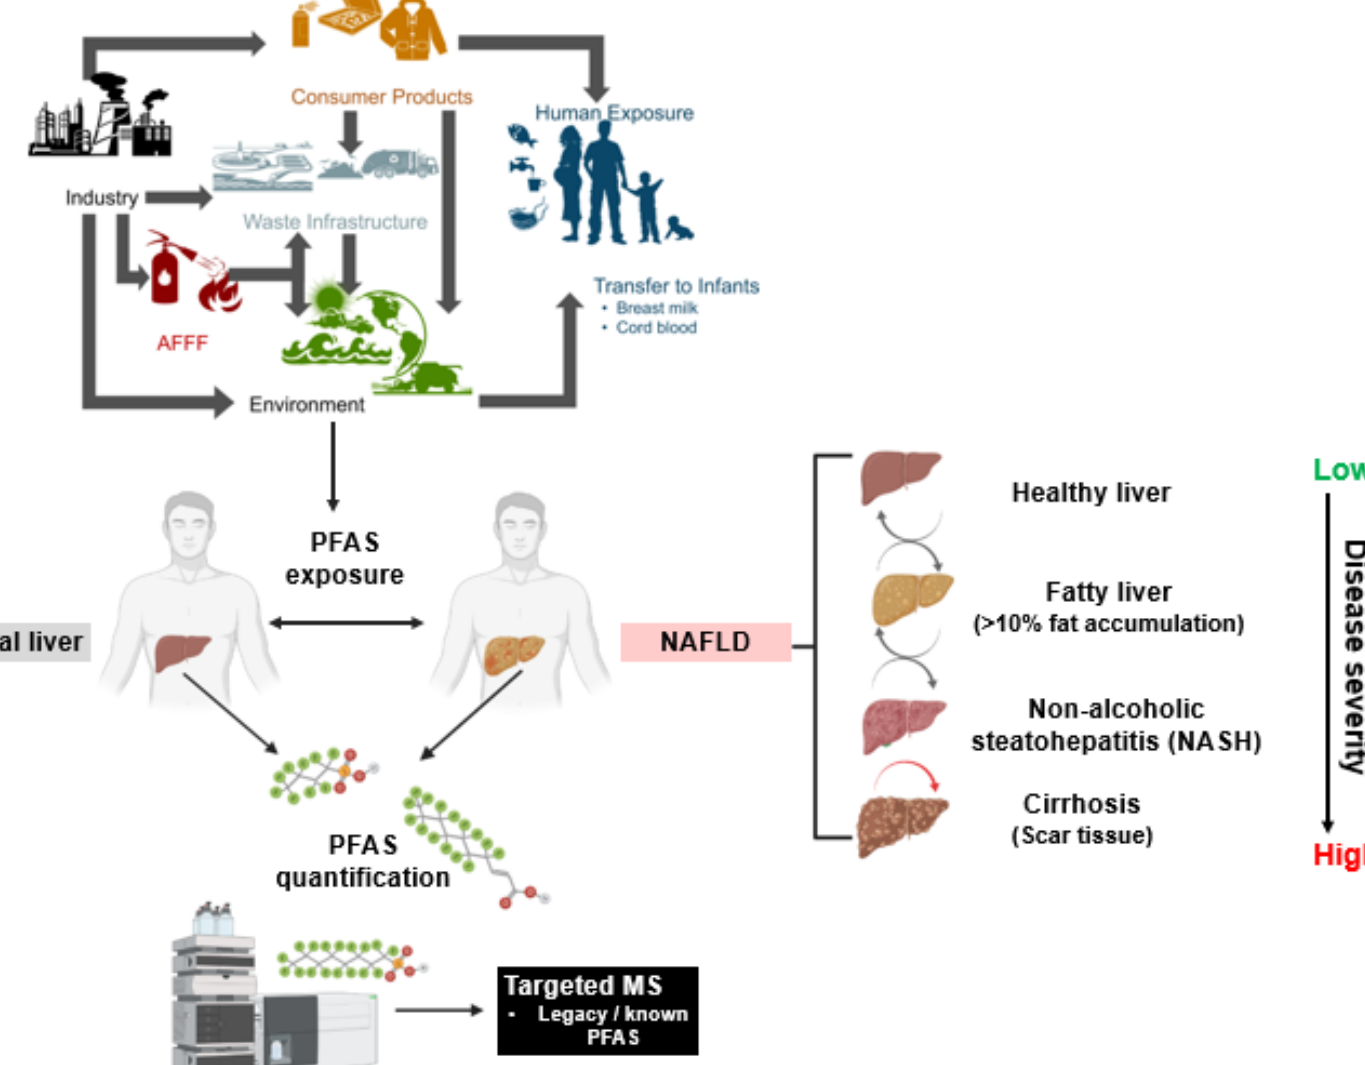 Consumer Products
Human Exposure
Industry
Waste Infrastructure
Transfer to Infants
• Breast milk
• Cord blood
AFFF
Environment
PFAS
exposure
al liver
NAFLD
Healthy liver
Fatty liver
(>10% fat accumulation)
Non-alcoholic
steatohepatitis (NASH)
Cirrhosis
(Scar tissue)
Low
Disease severity
High
PFAS
quantification
Targeted MS
- Legacy / known
PFAS